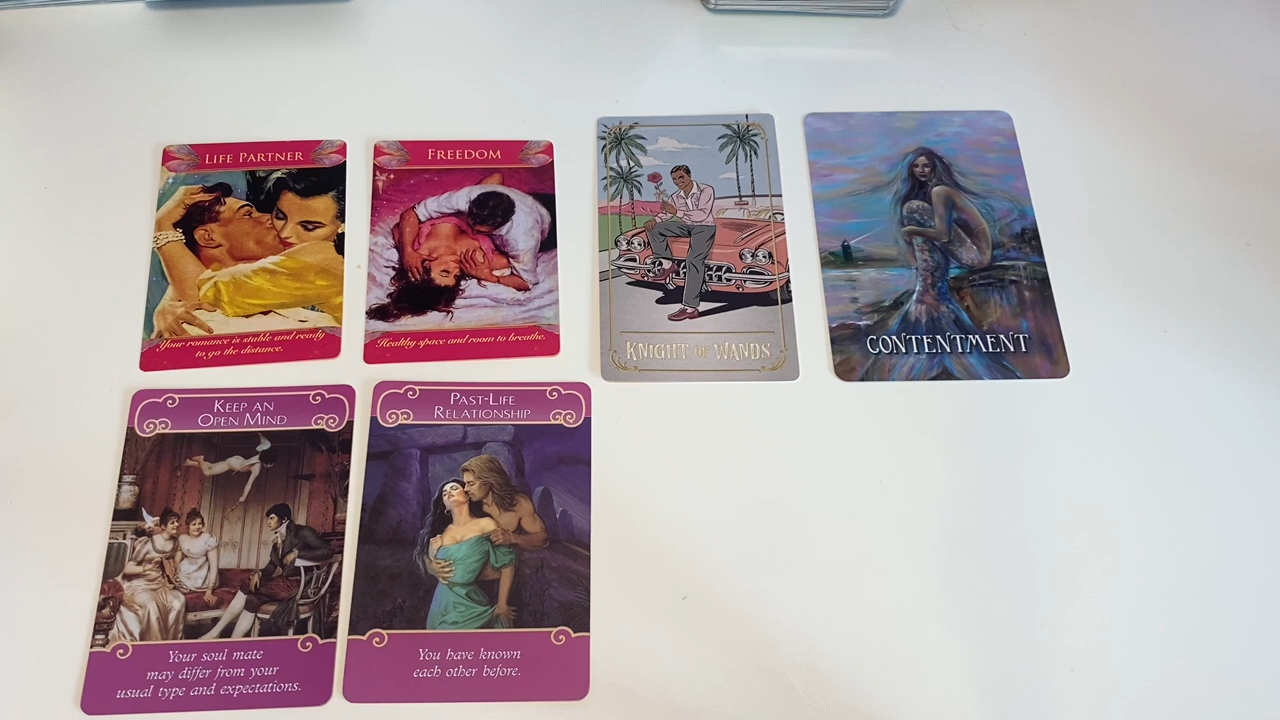 LIFE PARTNER
Your romance is stable and ready
to go the distance.
FREEDOM
Healthy space and room to breathe.
KNIGHT OF WANDS
CONTENTMENT
KEEP AN
OPEN MIND
Your soul mate
may differ from your
usual type and expectations.
PAST-LIFE
RELATIONSHIP
You have known
each other before.